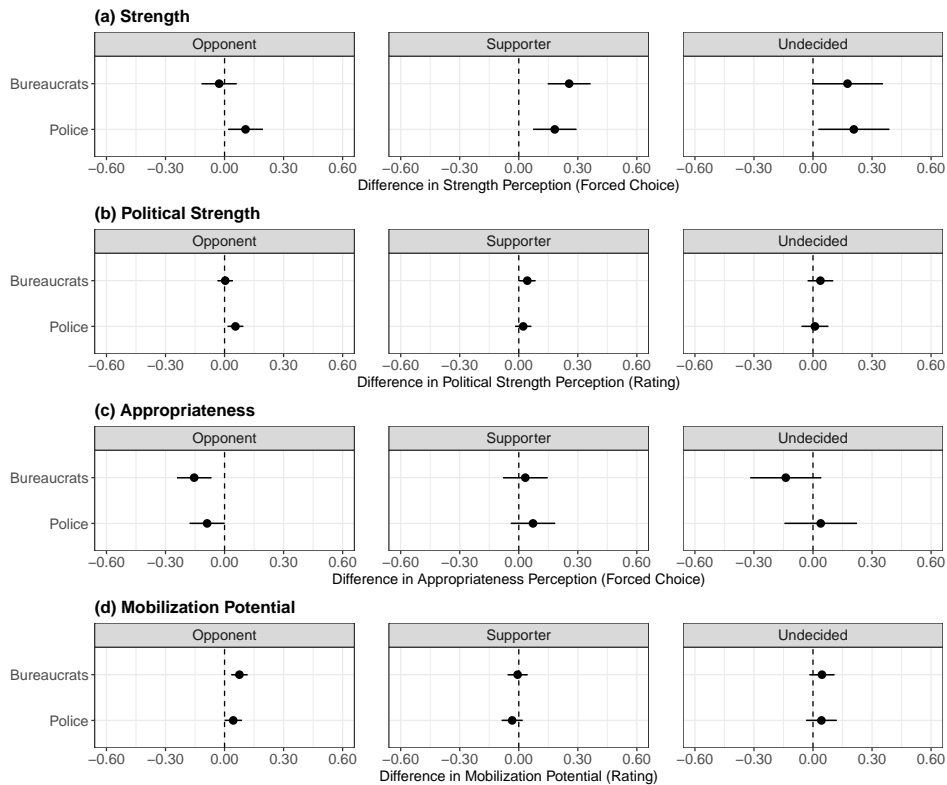 (a) Strength
Opponent Supporter Undecided
Bureaucrats
Police
−0.60 −0.30 0.00 0.30 0.60 −0.60 −0.30 0.00 0.30 0.60 −0.60 −0.30 0.00 0.30 0.60
Difference in Strength Perception (Forced Choice)
(b) Political Strength
Opponent Supporter Undecided
Bureaucrats
Police
−0.60 −0.30 0.00 0.30 0.60 −0.60 −0.30 0.00 0.30 0.60 −0.60 −0.30 0.00 0.30 0.60
Difference in Political Strength Perception (Rating)
(c) Appropriateness
Opponent Supporter Undecided
Bureaucrats
Police
−0.60 −0.30 0.00 0.30 0.60 −0.60 −0.30 0.00 0.30 0.60 −0.60 −0.30 0.00 0.30 0.60
Difference in Appropriateness Perception (Forced Choice)
(d) Mobilization Potential
Opponent Supporter Undecided
Bureaucrats
Police
−0.60 −0.30 0.00 0.30 0.60 −0.60 −0.30 0.00 0.30 0.60 −0.60 −0.30 0.00 0.30 0.60
Difference in Mobilization Potential (Rating)